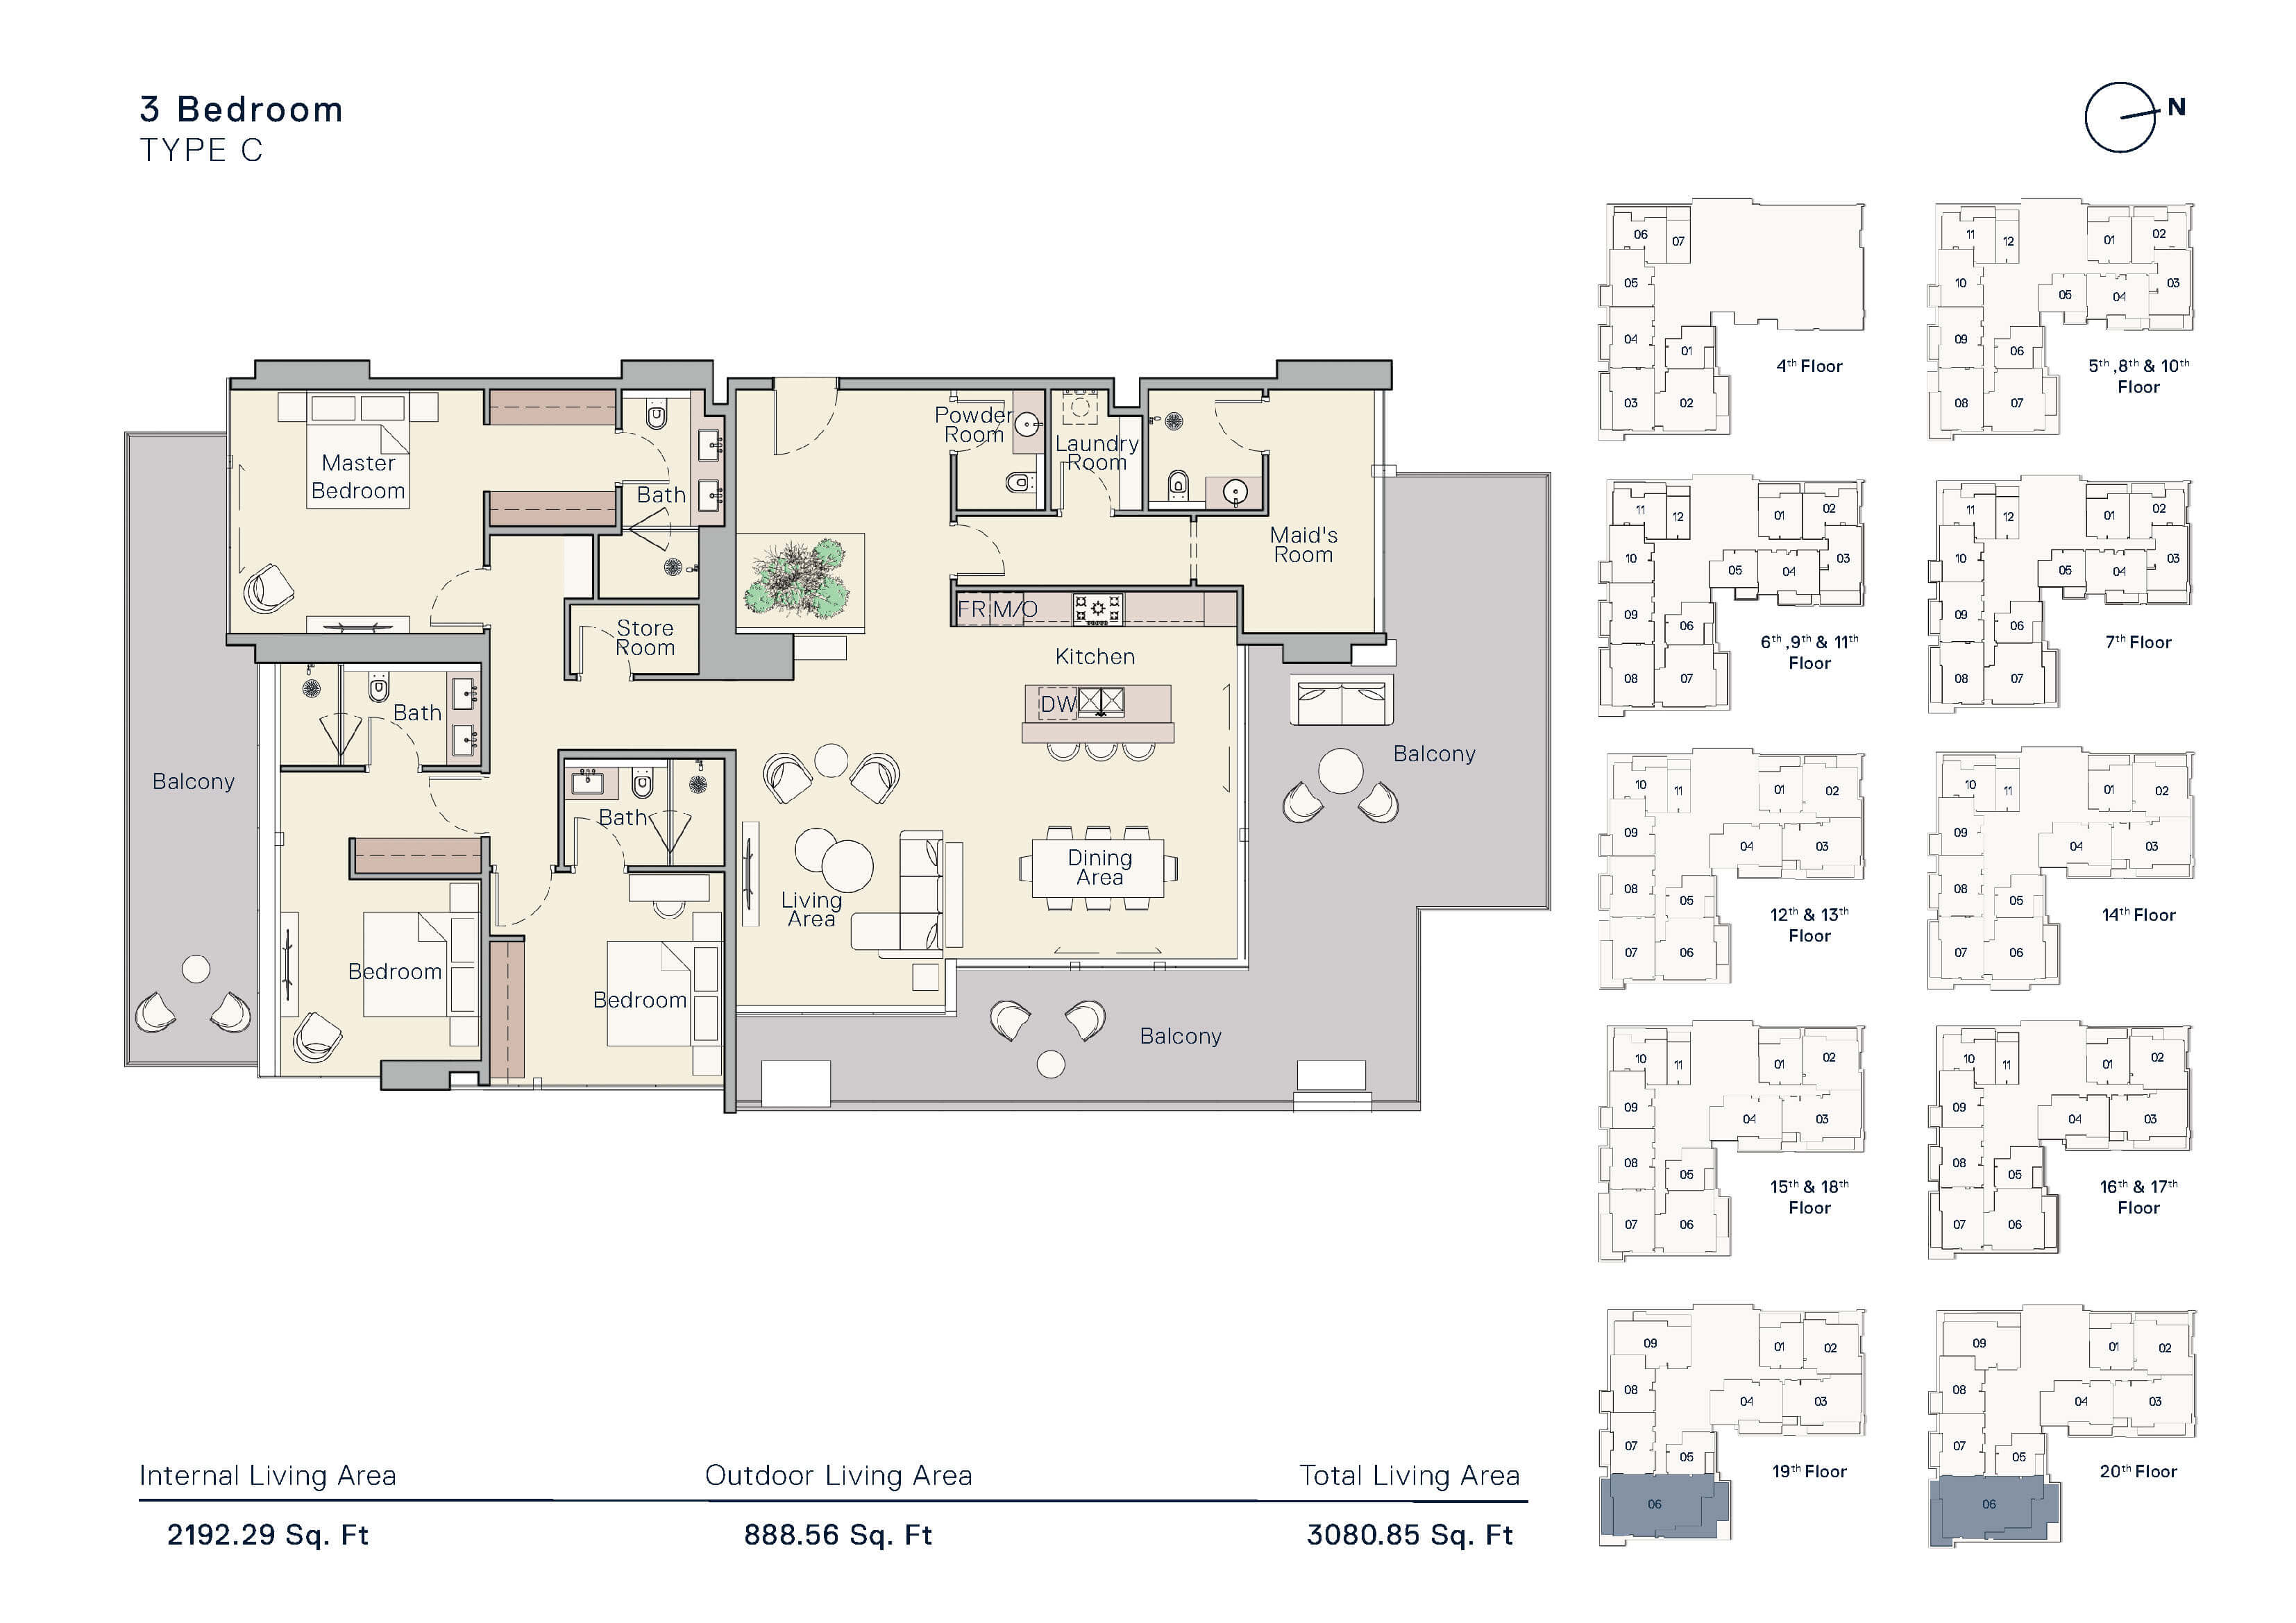 3 Bedroom
TYPE C
N
Master
Bedroom
Bath
Powder
Room
Laundry
Room
Maid's
Room
Store
Room
FR M/O
Kitchen
DW
Bath
Balcony
Balcony
Bath
Dining
Area
Living
Area
Bedroom
Bedroom
Balcony
06
07
05
04
01
03
02
4th Floor
11
12
01
02
10
03
05
04
09
06
08
07
5th ,8th & 10th
Floor
11
12
01
02
10
03
05
04
09
06
08
07
6th ,9th & 11th
Floor
11
12
01
02
10
03
05
04
09
06
08
07
7th Floor
10
11
01
02
09
04
03
08
05
07
06
12th & 13th
Floor
10
11
01
02
09
04
03
08
05
07
06
14th Floor
10
11
01
02
09
04
03
08
05
07
06
15th & 18th
Floor
10
11
01
02
09
04
03
08
05
07
06
16th & 17th
Floor
09
01
02
08
04
03
07
05
06
19th Floor
09
01
02
08
04
03
07
05
06
20th Floor
Internal Living Area
Outdoor Living Area
Total Living Area
2192.29 Sq. Ft
888.56 Sq. Ft
3080.85 Sq. Ft